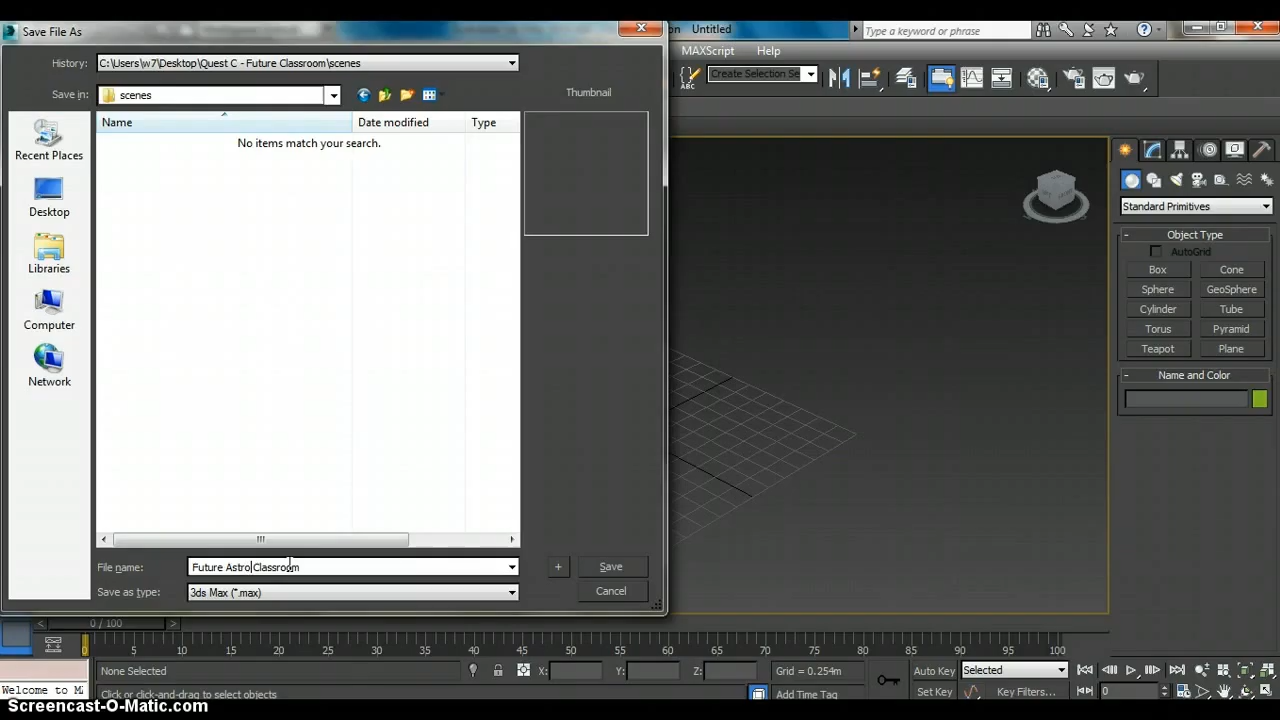 Save File As
on Untitled
Type a keyword or phrase
History: C:\Users\w7\Desktop\Quest C - Future Classroom\scenes
MAXScript Help
Save in: scenes
Thumbnail
ABC
Create Selection Se
Name Date modified Type
No items match your search.
Recent Places
Desktop
Libraries
Computer
Network
Standard Primitives
- Object Type
AutoGrid
Box Cone
Sphere GeoSphere
Cylinder Tube
Torus Pyramid
Teapot Plane
- Name and Color
File name: Future AstroClassroom + Save
Save as type: 3ds Max (*.max) Cancel
< 0 / 100 >
0 5 10 15 20 25 30 35 40 45 50 55 60 65 70 75 80 85 90 95 100
None Selected X: Y: Z: Grid = 0.254m Auto Key Selected
Welcome to M
Click or click-and-drag to select objects Add Time Tag Set Key Key Filters... 0
Screencast-O-Matic.com